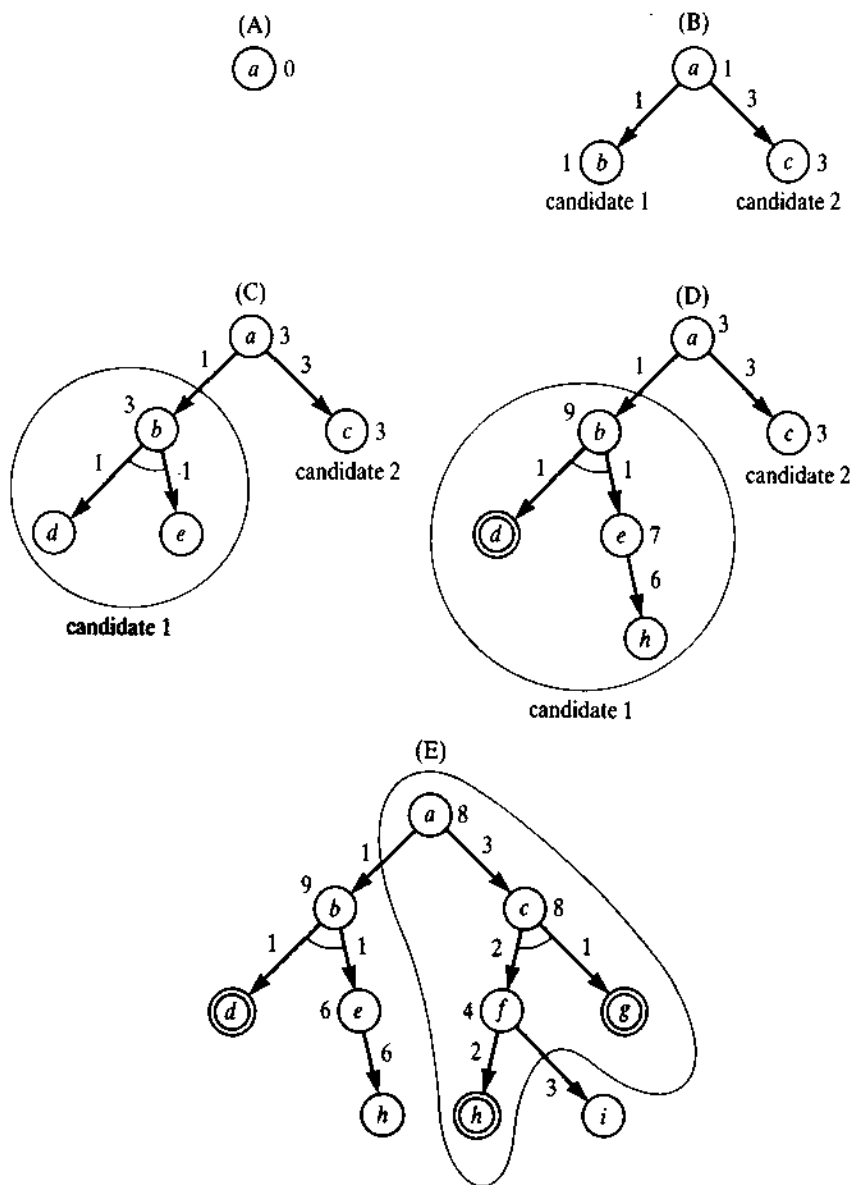 (A) (B)
a 0 a 1
1 3
1 b c 3
candidate 1 candidate 2
(C) (D)
a 3 a 3
1 3 1 3
3 b c 3 9 b c 3
candidate 2 candidate 2
1 1 1 1
d e d e 7
6
candidate 1 h
candidate 1
(E)
a 8
1 3
9 b c 8
1 1 2 1
d 6 e 4 f g
6 2 3
h h i